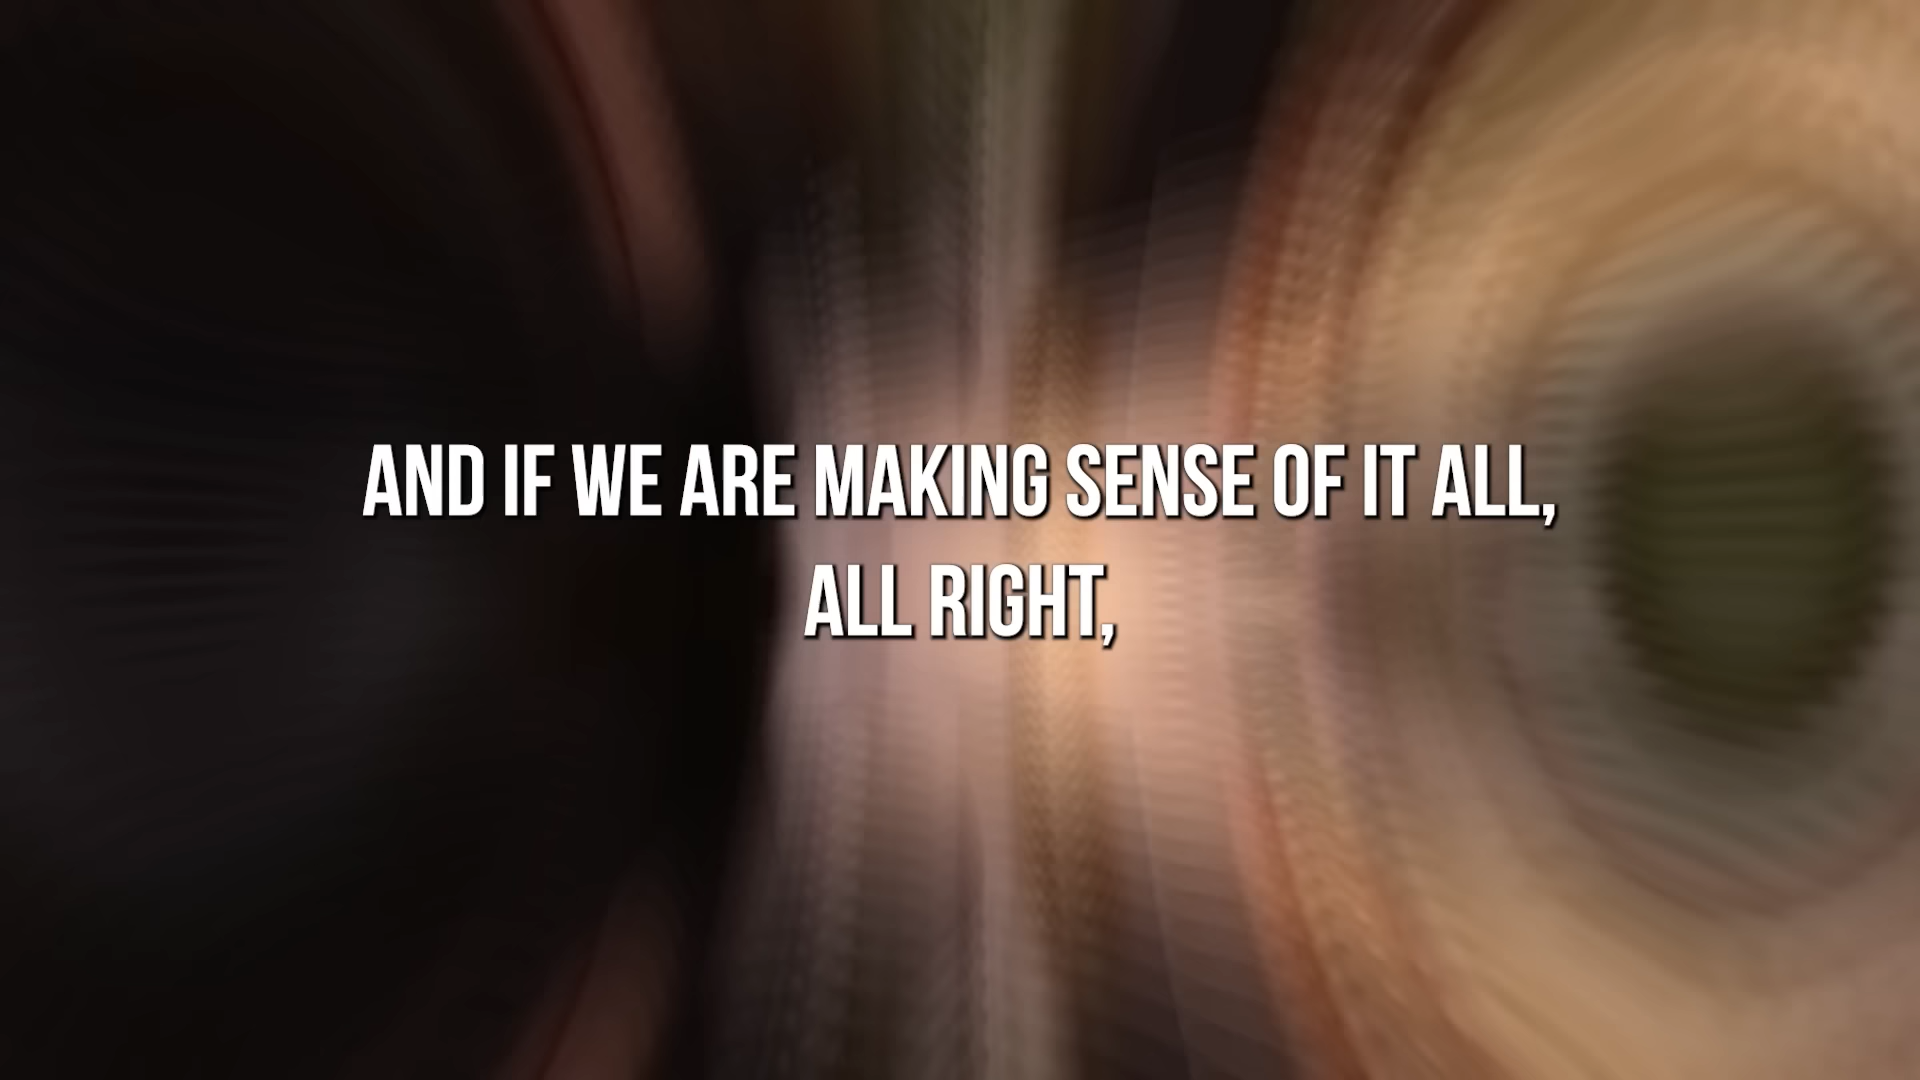 AND IF WE ARE MAKING SENSE OF IT ALL,
ALL RIGHT,